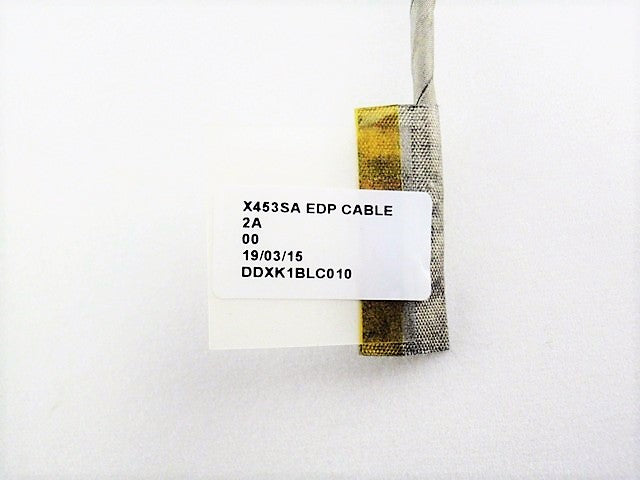 X453SA EDP CABLE
2A
00
19/03/15
DDXK1BLC010